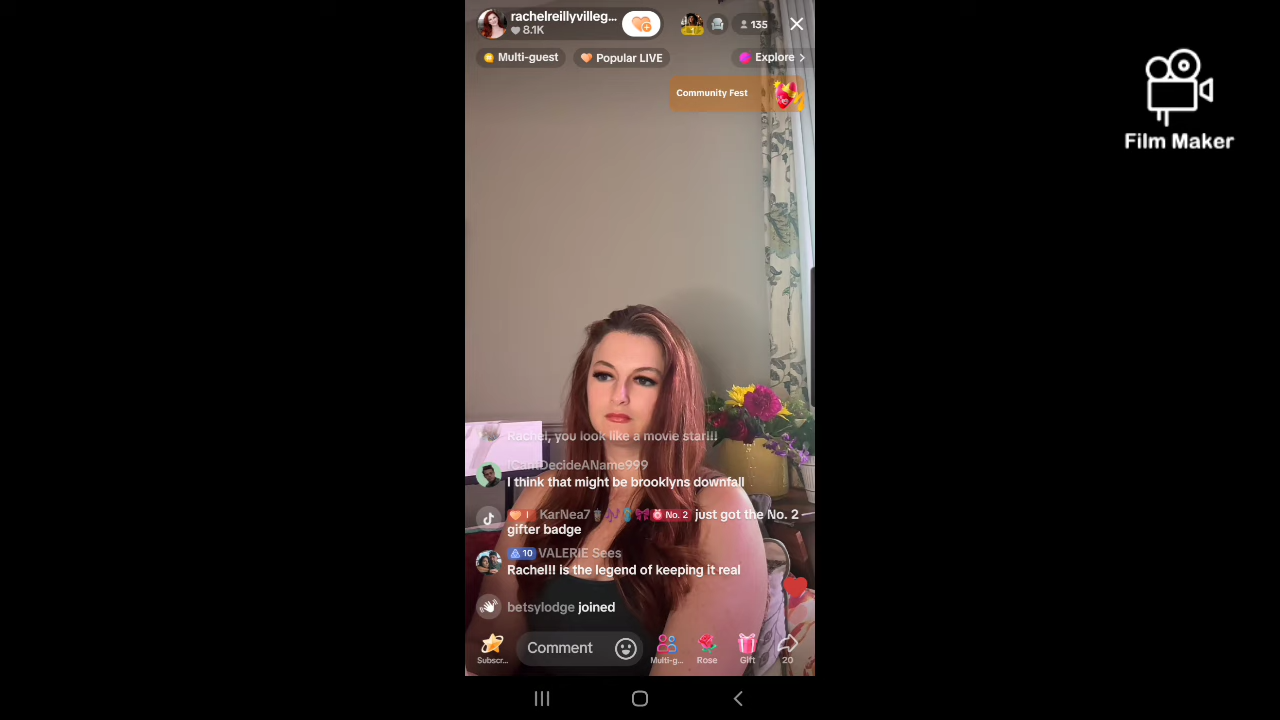 rachelreillyvilleg...
8.1K
135
Multi-guest
Popular LIVE
Explore
Community Fest
Rachel, you look like a movie star!!!
ICamDecideAName999
I think that might be brooklyns downfall
KarNea7 No. 2 just got the No. 2
gifter badge
10 VALERIE Sees
Rachel!! is the legend of keeping it real
betsylodge joined
Subscr...
Comment
Multi-g...
Rose
Gift
20
Film Maker